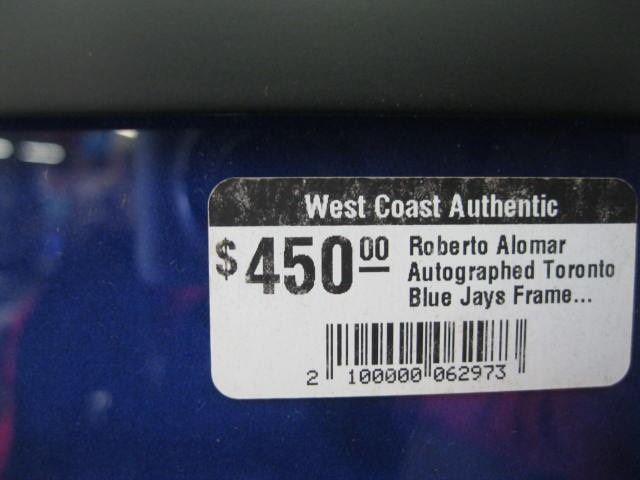 West Coast Authentic
$450.00
Roberto Alomar
Autographed Toronto
Blue Jays Frame...
2 100000 062973